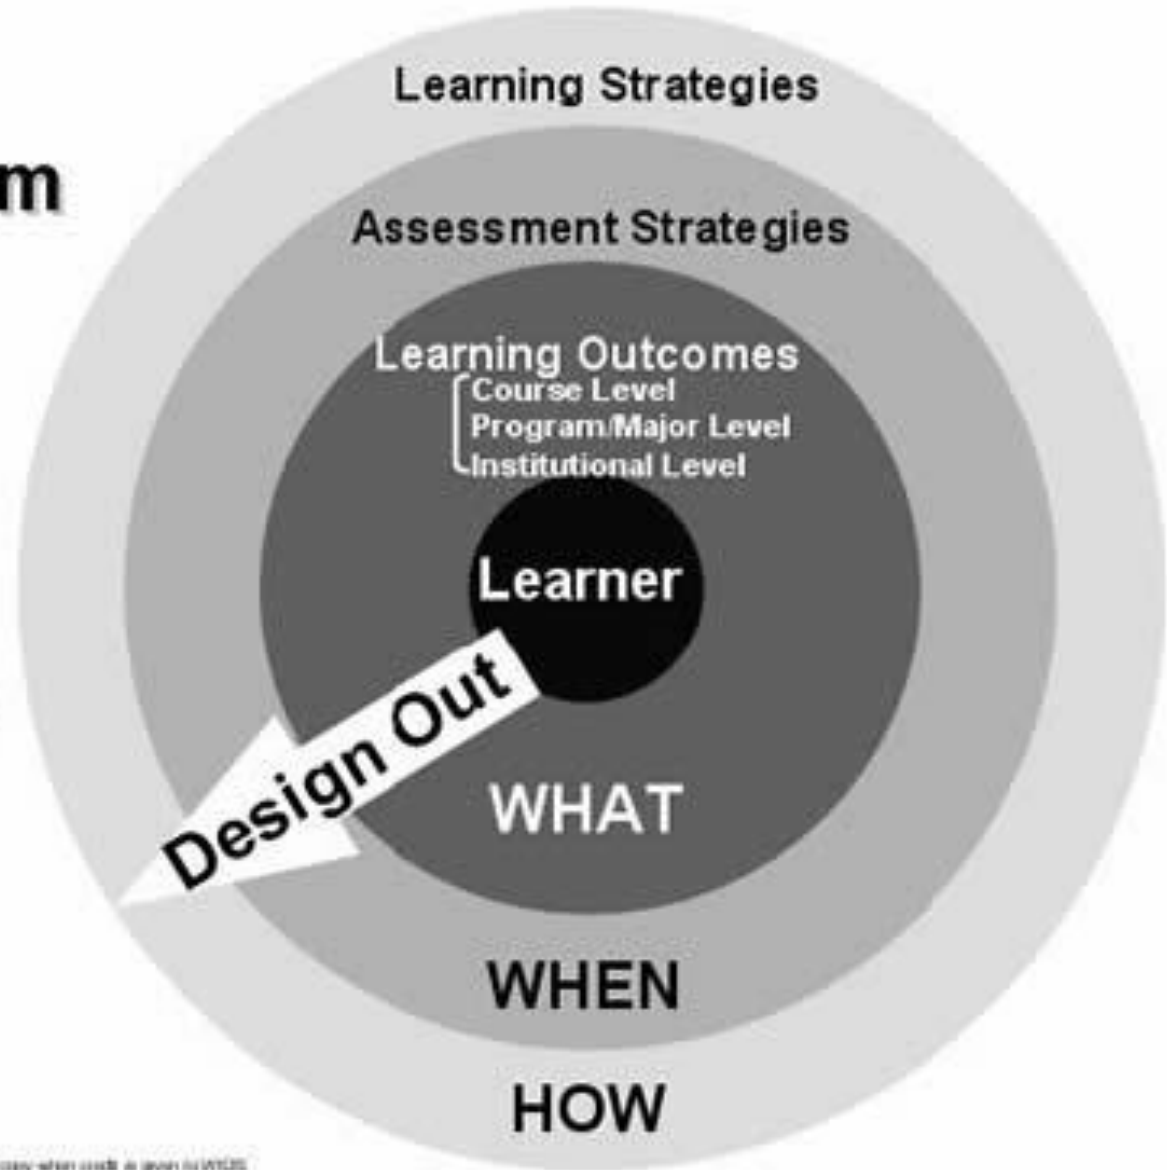 Learning Strategies
m
Assessment Strategies
Learning Outcomes
Course Level
Program/Major Level
Institutional Level
Learner
Design Out
WHAT
WHEN
HOW